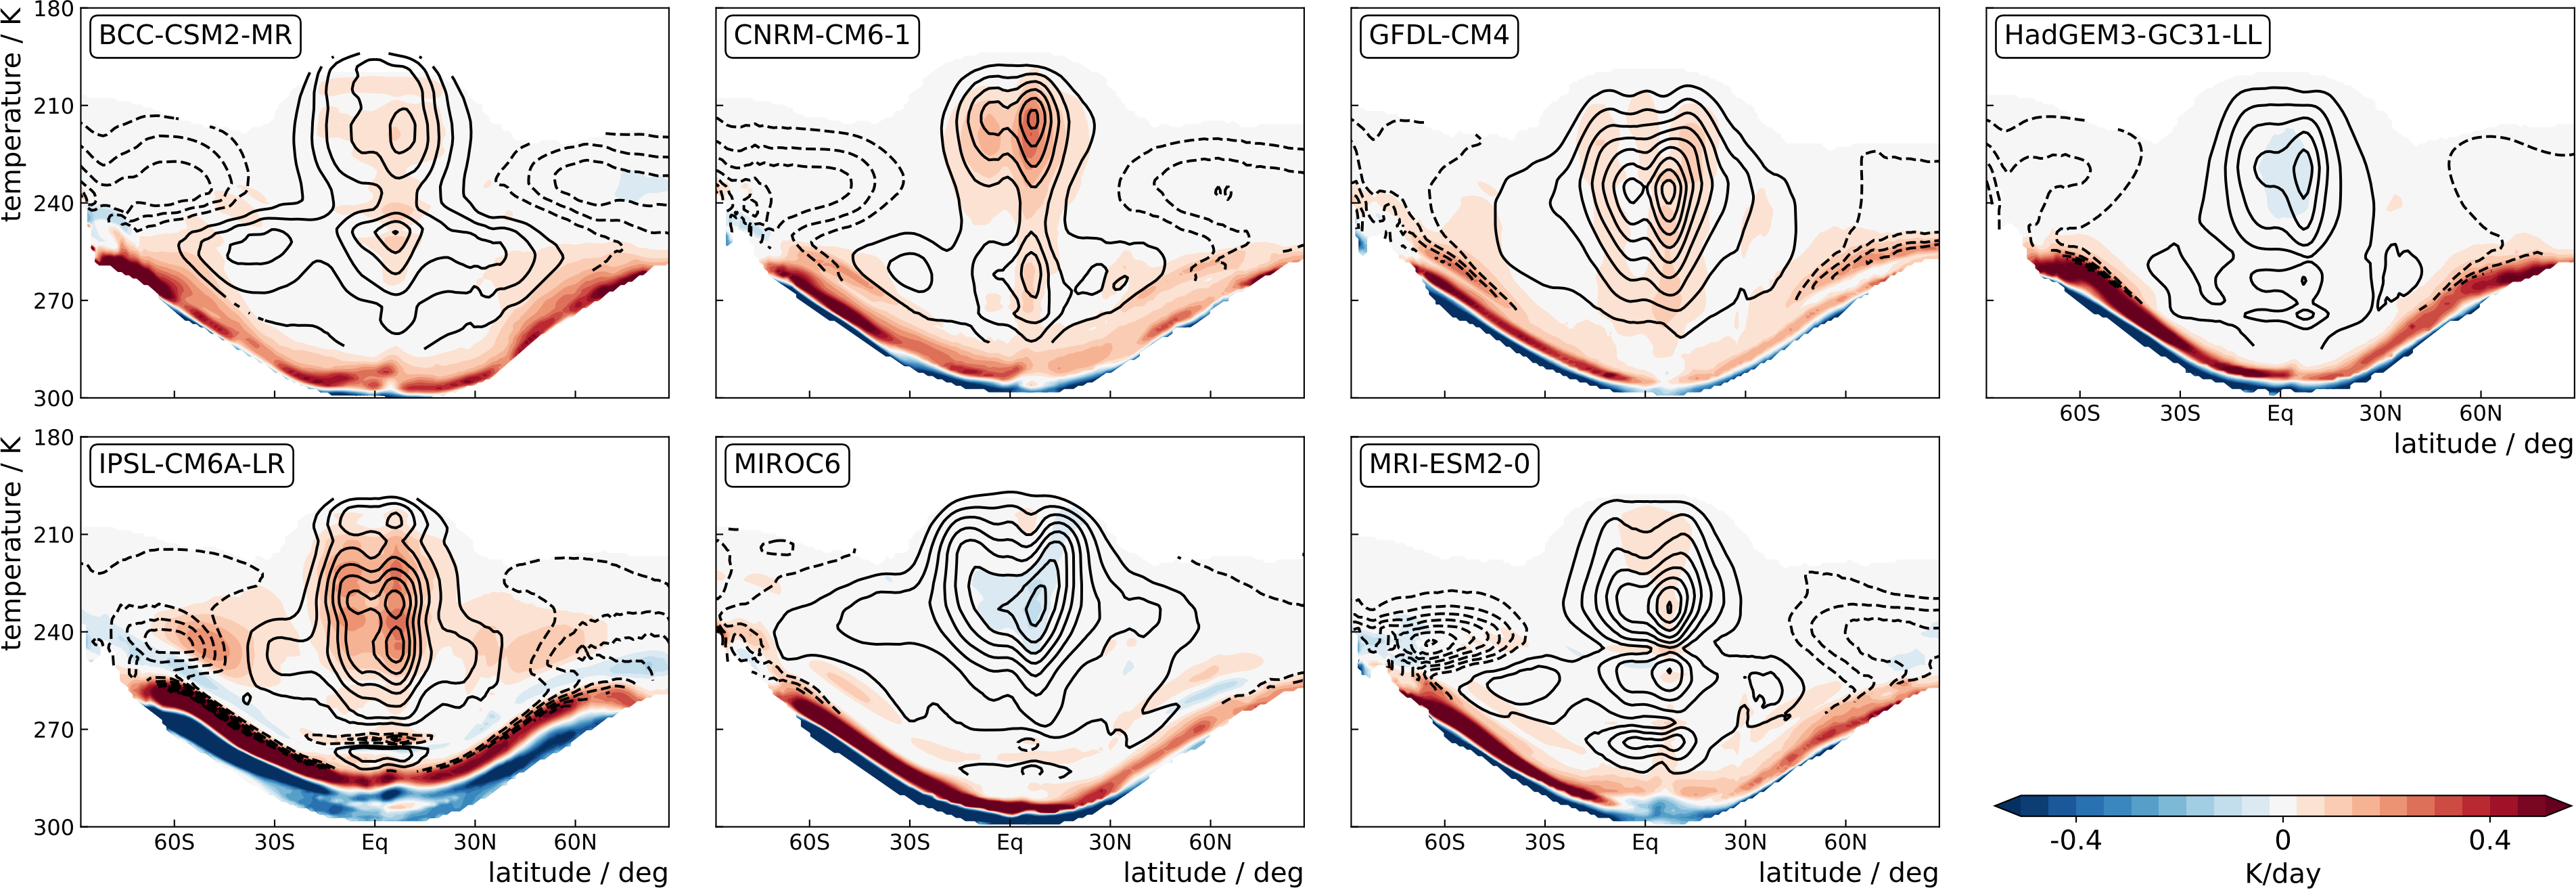 BCC-CSM2-MR
CNRM-CM6-1
GFDL-CM4
HadGEM3-GC31-LL
temperature / K
180
210
240
270
300
60S 30S Eq 30N 60N
latitude / deg
IPSL-CM6A-LR
MIROC6
MRI-ESM2-0
temperature / K
180
210
240
270
300
60S 30S Eq 30N 60N
latitude / deg
60S 30S Eq 30N 60N
latitude / deg
60S 30S Eq 30N 60N
latitude / deg
-0.4 0 0.4
K/day